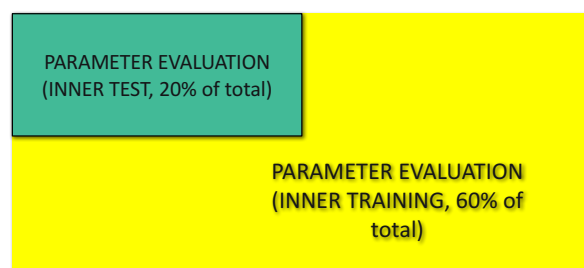 PARAMETER EVALUATION
(INNER TEST, 20% of total)
PARAMETER EVALUATION
(INNER TRAINING, 60% of
total)